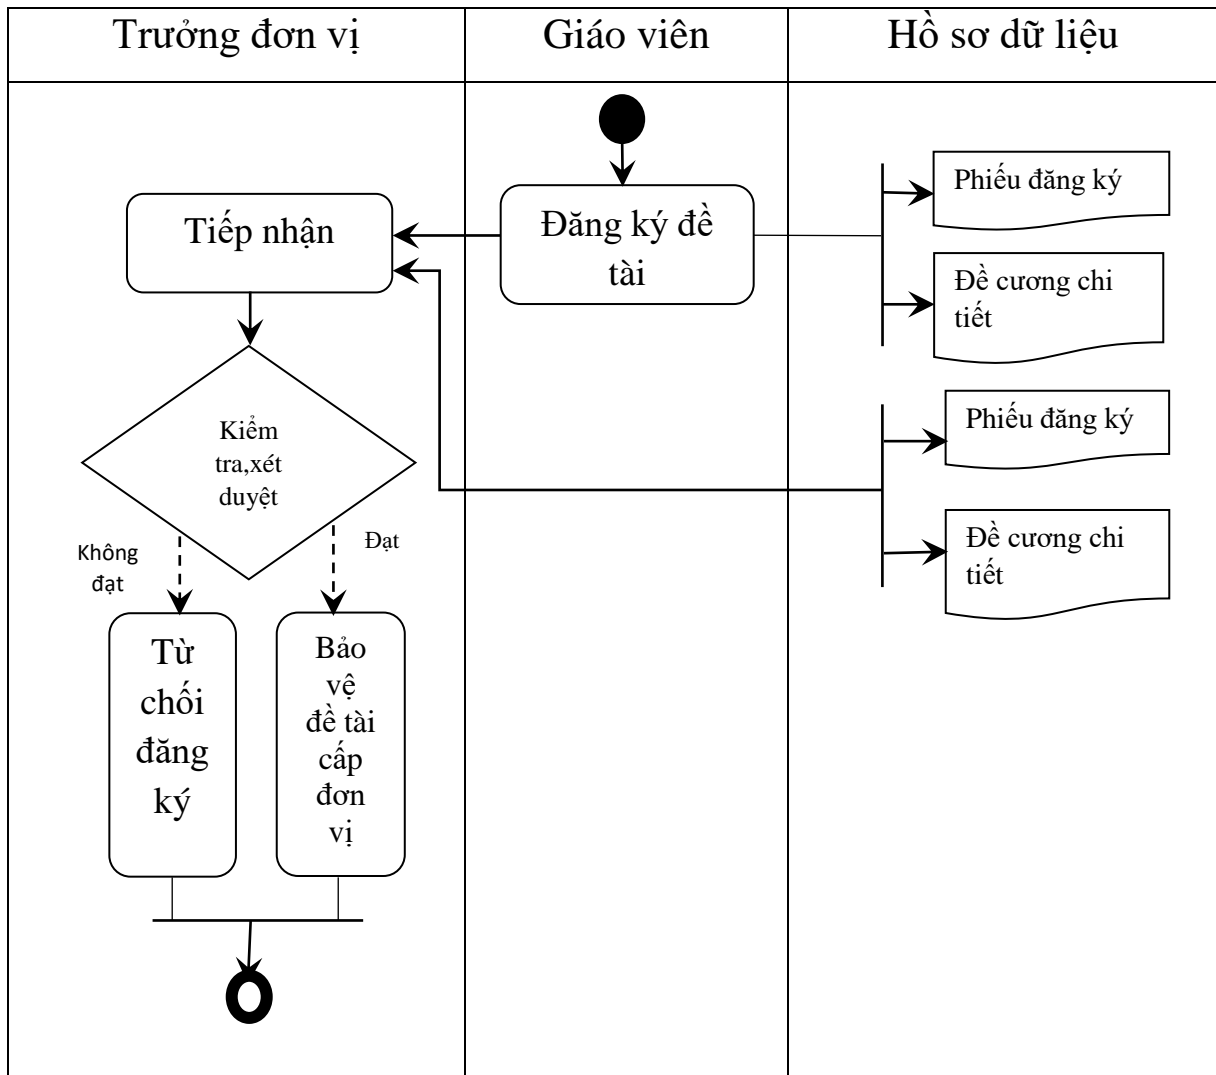 Trưởng đơn vị
Giáo viên
Hồ sơ dữ liệu
Tiếp nhận
Đăng ký đề
tài
Phiếu đăng ký
Đề cương chi
tiết
Kiểm
tra,xét
duyệt
Phiếu đăng ký
Đề cương chi
tiết
Không
đạt
Đạt
Từ
chối
đăng
ký
Bảo
vệ
đề tài
cấp
đơn
vị